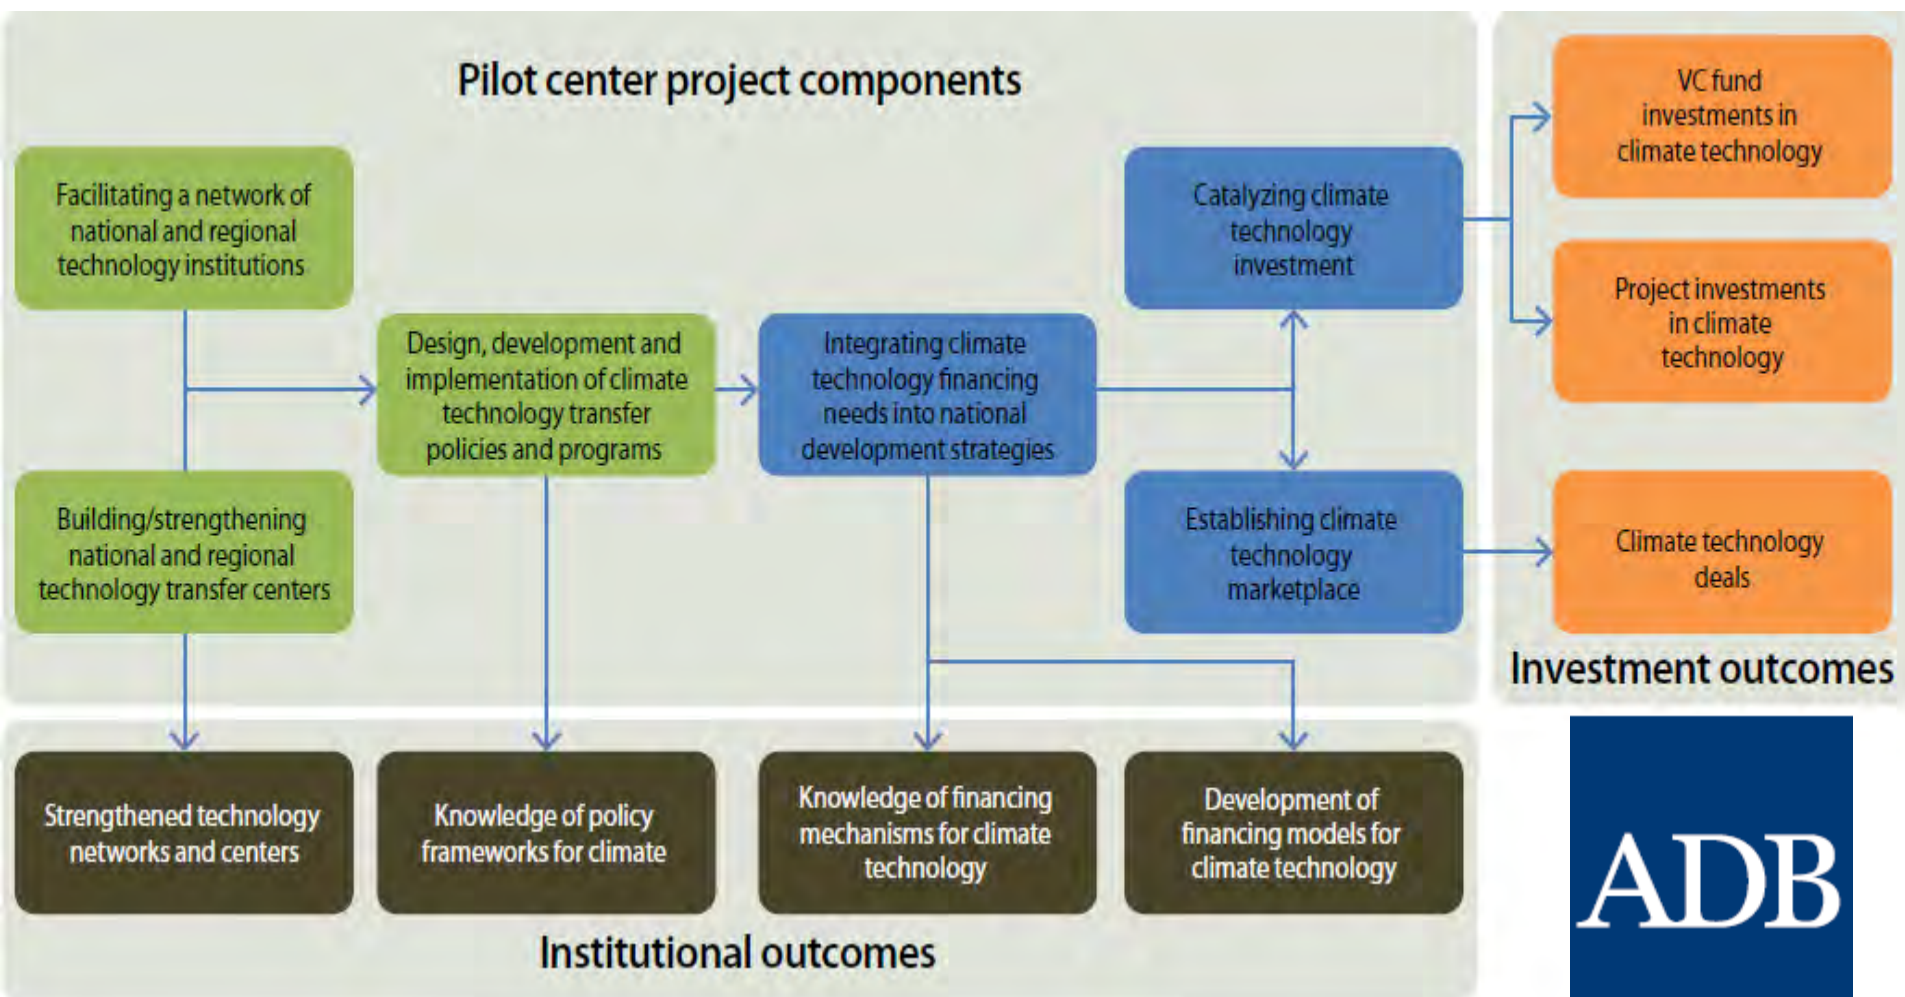 Pilot center project components
Facilitating a network of
national and regional
technology institutions
Building/strengthening
national and regional
technology transfer centers
Design, development and
implementation of climate
technology transfer
policies and programs
Integrating climate
technology financing
needs into national
development strategies
Catalyzing climate
technology
investment
Establishing climate
technology
marketplace
VC fund
investments in
climate technology
Project investments
in climate
technology
Climate technology
deals
Investment outcomes
Strengthened technology
networks and centers
Knowledge of policy
frameworks for climate
Knowledge of financing
mechanisms for climate
technology
Development of
financing models for
climate technology
Institutional outcomes
ADB